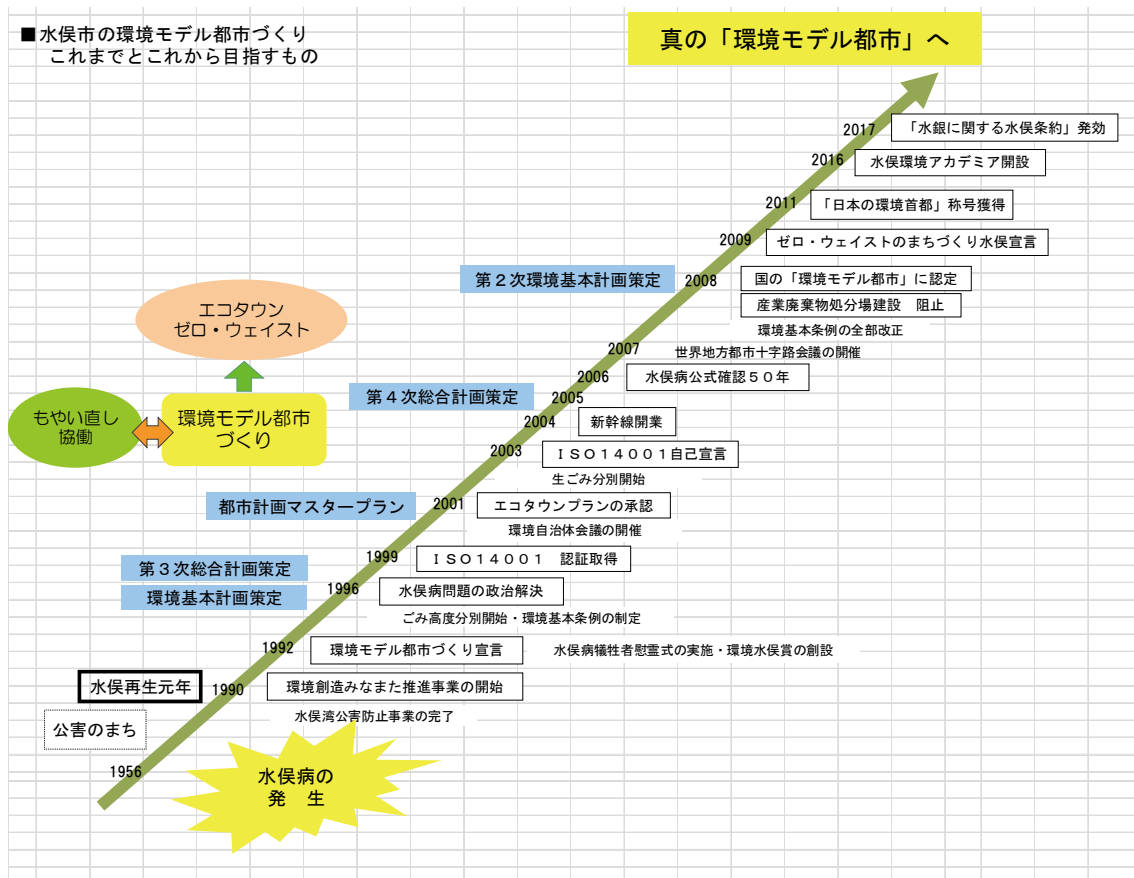 ■水俣市の環境モデル都市づくり
これまでとこれから目指すもの
真の「環境モデル都市」へ
2017
「水銀に関する水俣条約」発効
2016
水俣環境アカデミア開設
2011
「日本の環境首都」称号獲得
2009
ゼロ・ウェイストのまちづくり水俣宣言
第２次環境基本計画策定
2008
国の「環境モデル都市」に認定
産業廃棄物処分場建設　阻止
環境基本条例の全部改正
エコタウン
ゼロ・ウェイスト
2007
世界地方都市十字路会議の開催
2006
水俣病公式確認５０年
第４次総合計画策定
2005
もやい直し
協働
環境モデル都市
づくり
2004
新幹線開業
2003
ＩＳＯ１４００１自己宣言
生ごみ分別開始
都市計画マスタープラン
2001
エコタウンプランの承認
環境自治体会議の開催
1999
ＩＳＯ１４００１　認証取得
第３次総合計画策定
環境基本計画策定
1996
水俣病問題の政治解決
ごみ高度分別開始・環境基本条例の制定
1992
環境モデル都市づくり宣言
水俣病犠牲者慰霊式の実施・環境水俣賞の創設
水俣再生元年
1990
環境創造みなまた推進事業の開始
水俣湾公害防止事業の完了
公害のまち
1956
水俣病の
発　生